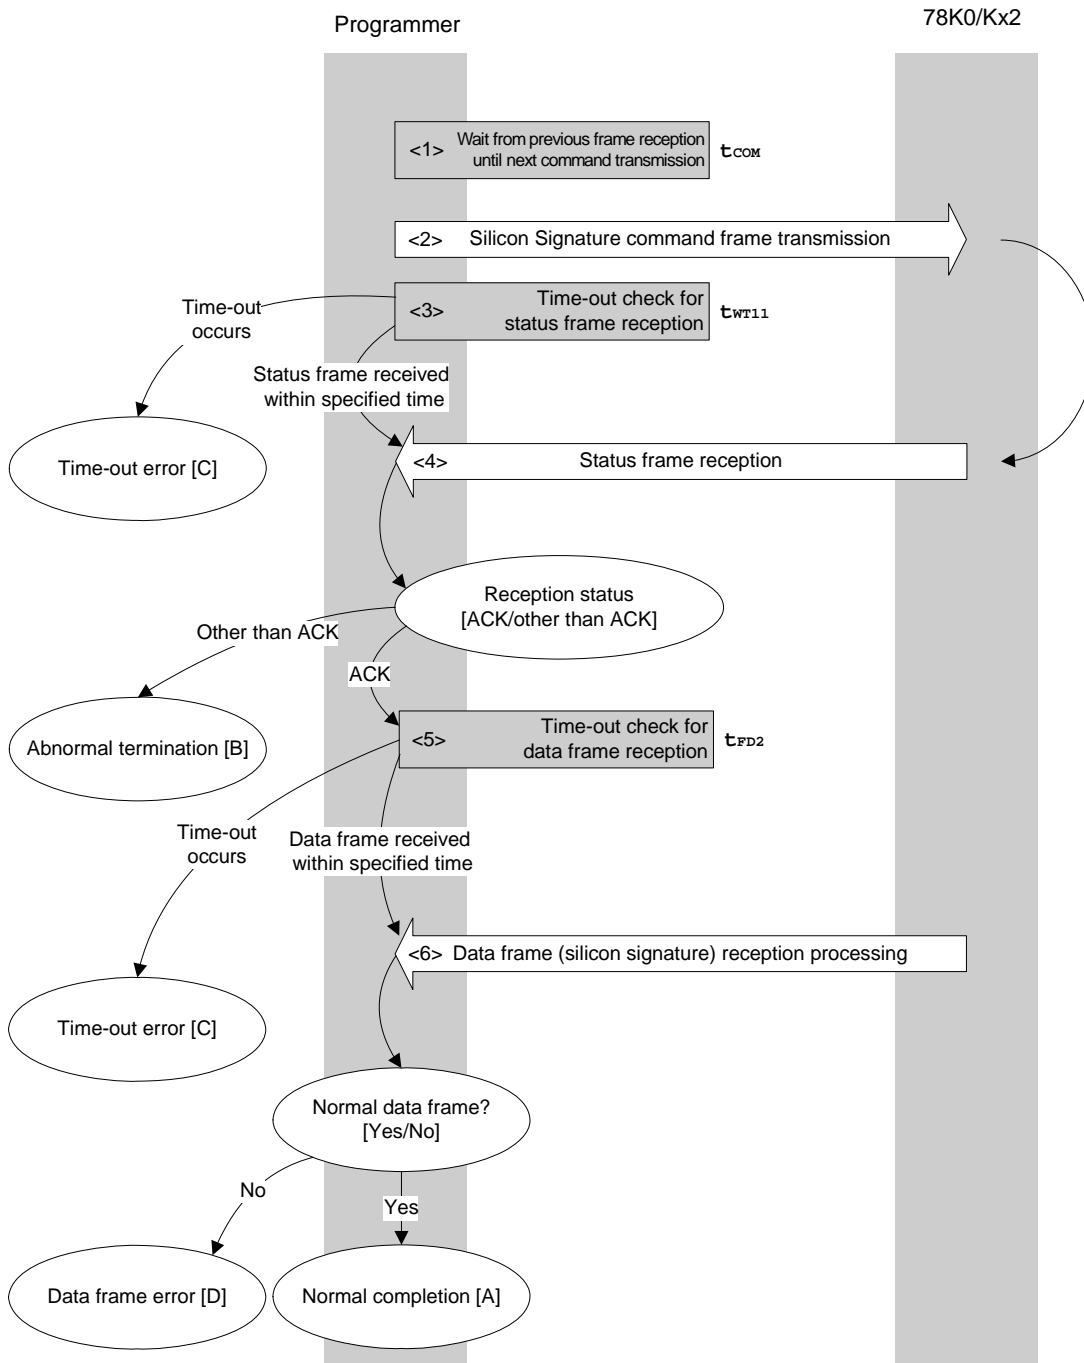 Programmer
78K0/Kx2
<1> Wait from previous frame reception
until next command transmission
tCOM
<2> Silicon Signature command frame transmission
<3> Time-out check for
status frame reception
tWT11
Time-out
occurs
Status frame received
within specified time
Time-out error [C]
<4> Status frame reception
Reception status
[ACK/other than ACK]
Other than ACK
ACK
Abnormal termination [B]
<5> Time-out check for
data frame reception
tFD2
Time-out
occurs
Data frame received
within specified time
<6> Data frame (silicon signature) reception processing
Time-out error [C]
Normal data frame?
[Yes/No]
No
Yes
Data frame error [D]
Normal completion [A]